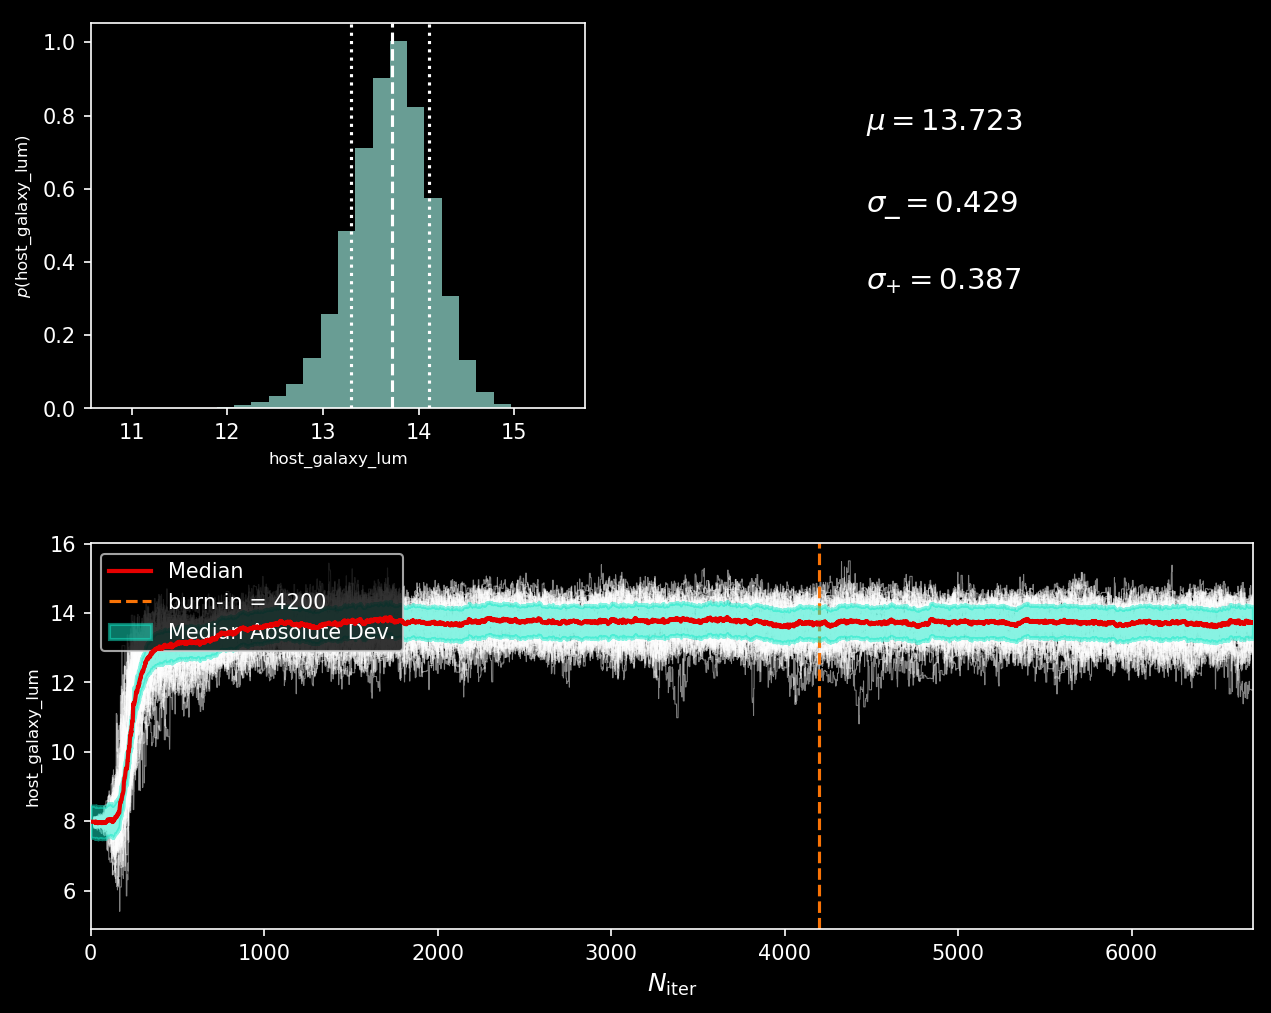 1.0
0.8
0.6
0.4
0.2
0.0
p(host_galaxy_lum)
11 12 13 14 15
host_galaxy_lum
μ = 13.723
σ_ = 0.429
σ+ = 0.387
16
14
12
10
8
6
host_galaxy_lum
Median
burn-in = 4200
Median Absolute Dev.
0 1000 2000 3000 4000 5000 6000
Niter